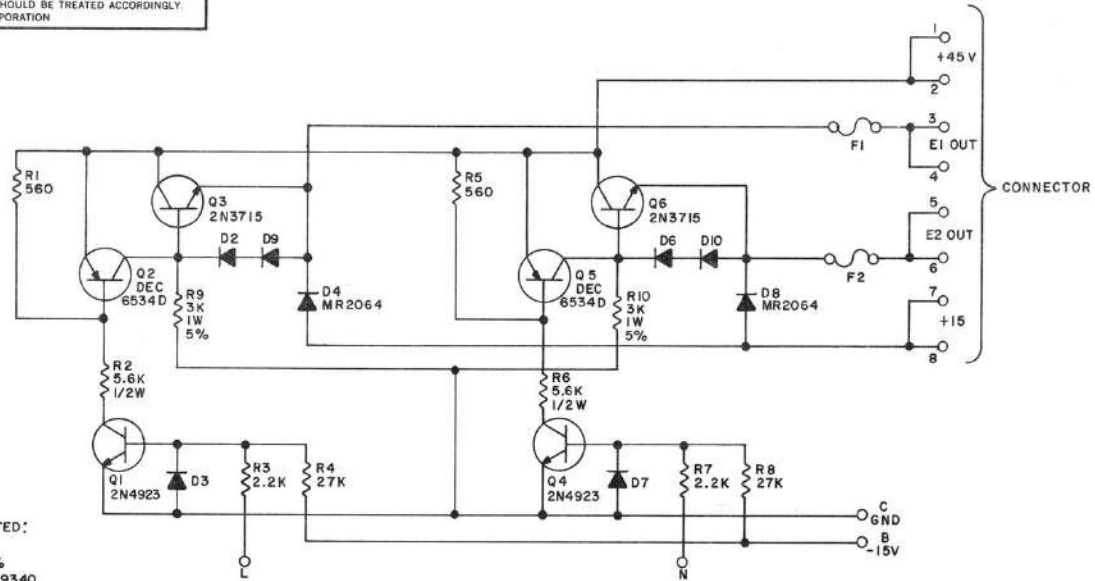 HOULD BE TREATED ACCORDINGLY.
PORATION
1
+45V
2
3
E1 OUT
4
5
E2 OUT
6
7
+15
8
CONNECTOR
F1
F2
R1
560
Q3
2N3715
R5
560
Q6
2N3715
D2
D9
D6
D10
Q2
DEC
6534D
R9
3K
1W
5%
D4
MR2064
Q5
DEC
6534D
R10
3K
1W
5%
D8
MR2064
R2
5.6K
1/2W
R6
5.6K
1/2W
Q1
2N4923
D3
R3
2.2K
R4
27K
Q4
2N4923
D7
R7
2.2K
R8
27K
C
GND
B
-15V
L
N
TED:
%
9340